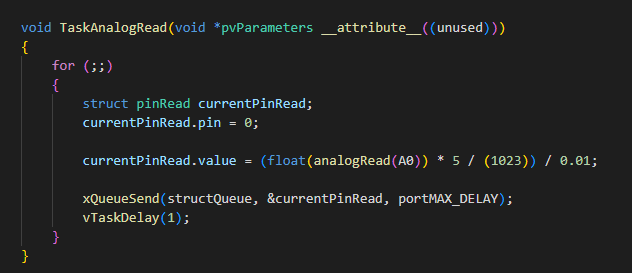 void TaskAnalogRead(void *pvParameters __attribute__((unused)))
{
    for (;;)
    {
        struct pinRead currentPinRead;
        currentPinRead.pin = 0;

        currentPinRead.value = (float(analogRead(A0)) * 5 / (1023)) / 0.01;

        xQueueSend(structQueue, &currentPinRead, portMAX_DELAY);
        vTaskDelay(1);
    }
}